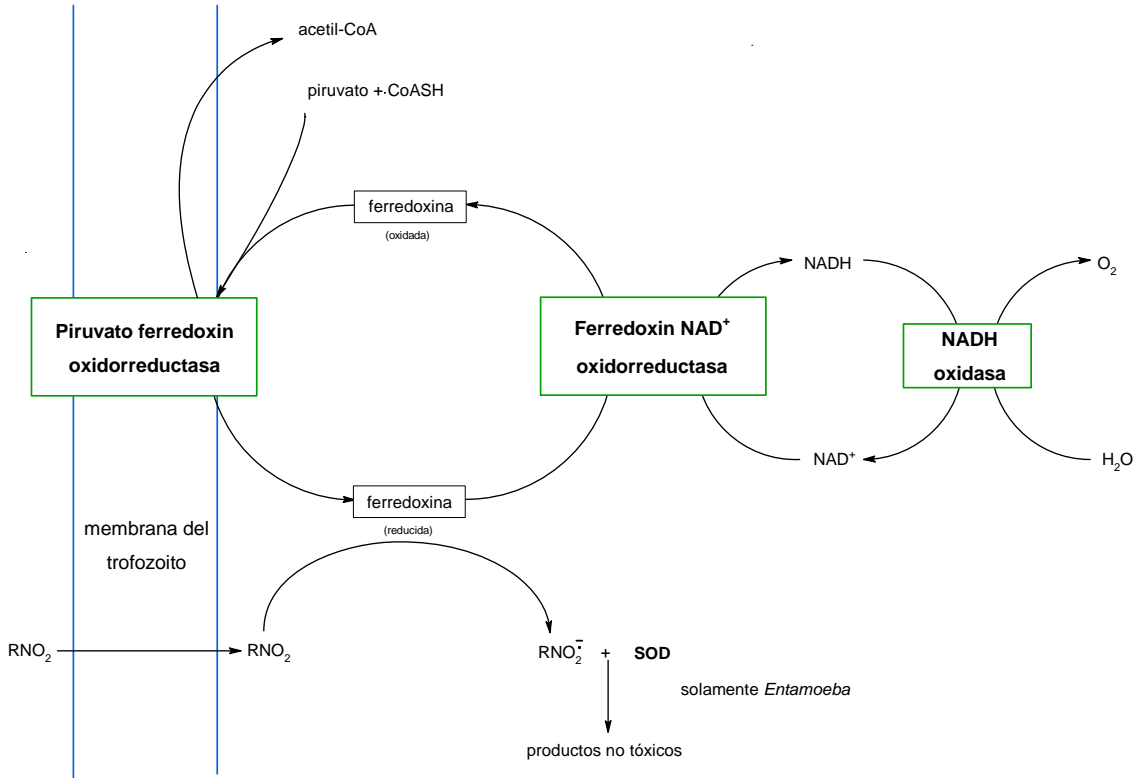 acetil-CoA
piruvato +.CoASH
ferredoxina
(oxidada)
NADH
O₂
Piruvato ferredoxin
oxidorreductasa
Ferredoxin NAD⁺
oxidorreductasa
NADH
oxidasa
NAD⁺
H₂O
ferredoxina
(reducida)
membrana del
trofozoito
RNO₂
RNO₂
RNO₂⨪ + SOD
solamente Entamoeba
productos no tóxicos